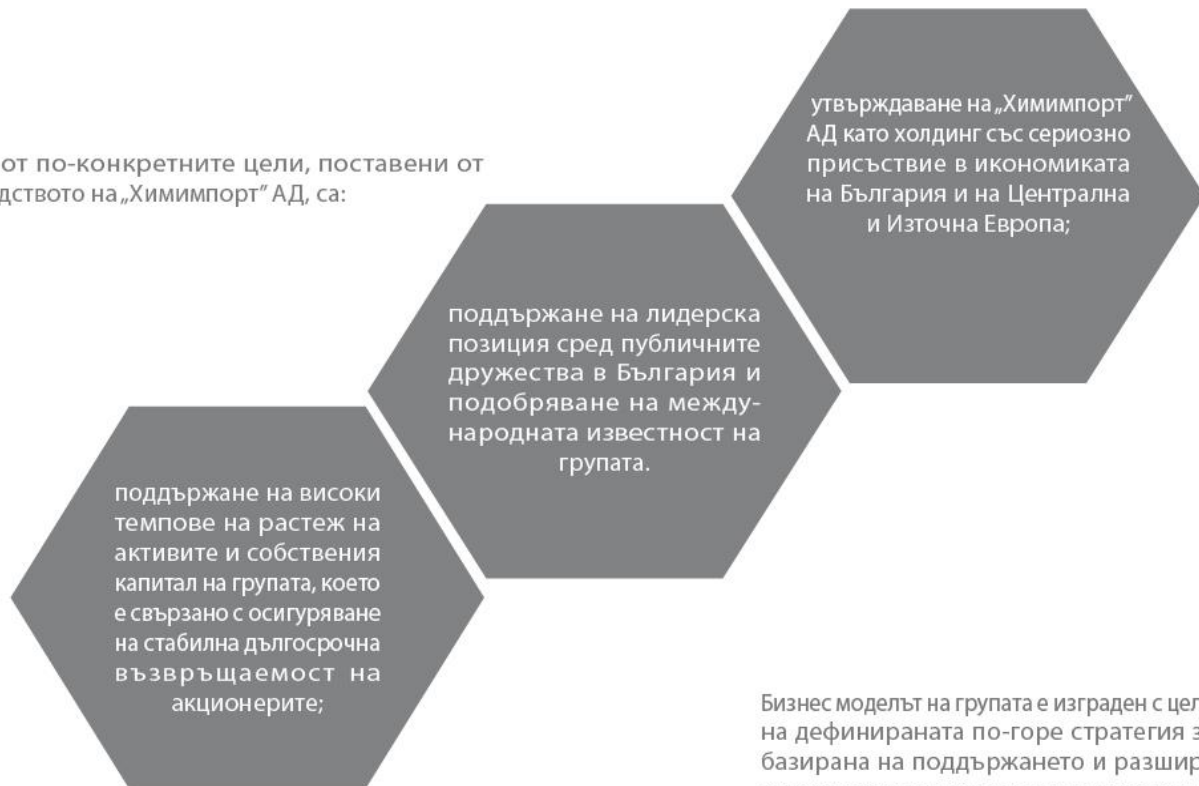 от по-конкретните цели, поставени от
дството на „Химимпорт” АД, са:
утвърждаване на „Химимпорт”
АД като холдинг със сериозно
присъствие в икономиката
на България и на Централна
и Източна Европа;
поддържане на лидерска
позиция сред публичните
дружества в България и
подобряване на между-
народната известност на
групата.
поддържане на високи
темпове на растеж на
активите и собствения
капитал на групата, което
е свързано с осигуряване
на стабилна дългосрочна
възвръщаемост на
акционерите;
Бизнес моделът на групата е изграден с цел
на дефинираната по-горе стратегия з
базирана на поддържането и разшир